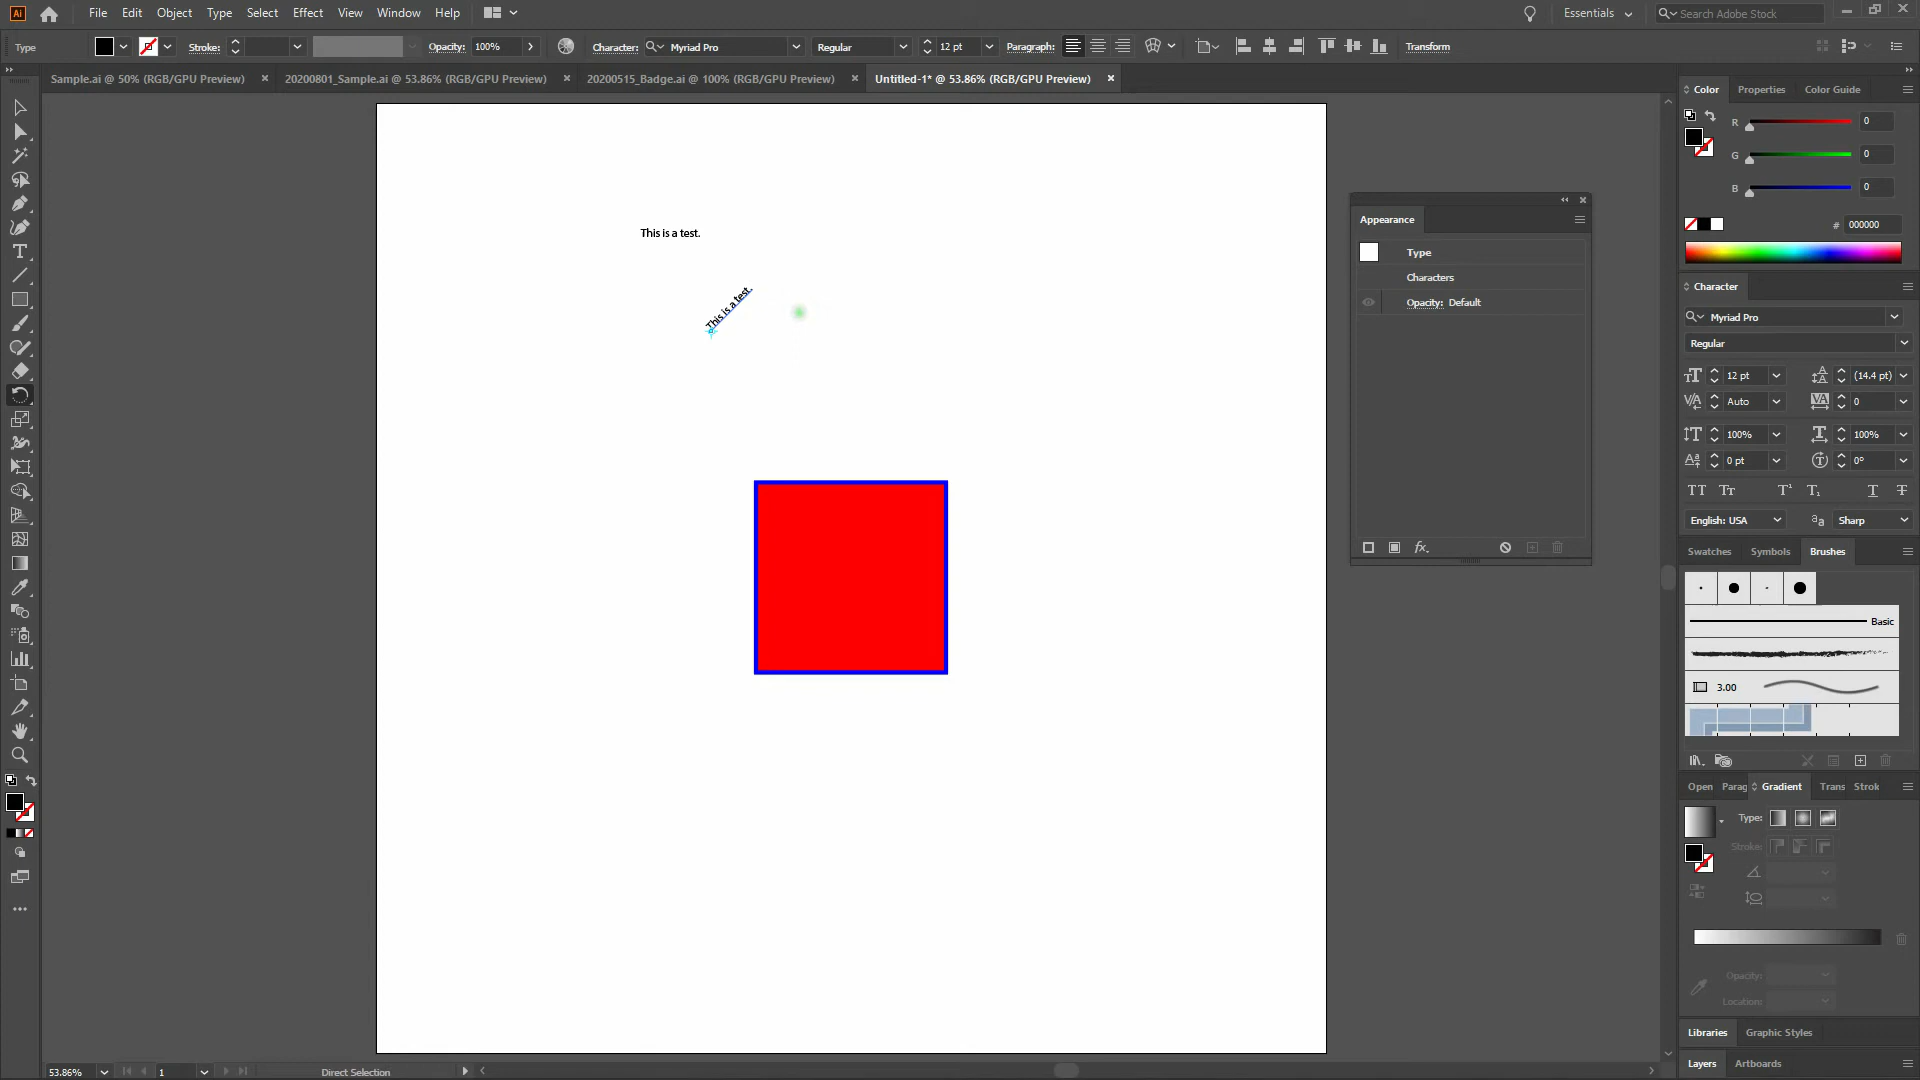 Ai File Edit Object Type Select Effect View Window Help Essentials Search Adobe Stock
Type Stroke: Opacity: 100% Character: Myriad Pro Regular 12 pt Paragraph: Transform
Sample.ai @ 50% (RGB/GPU Preview) × 20200801_Sample.ai @ 53.86% (RGB/GPU Preview) × 20200515_Badge.ai @ 100% (RGB/GPU Preview) × Untitled-1* @ 53.86% (RGB/GPU Preview) ×
This is a test.
This is a test.
Appearance
Type
Characters
Opacity: Default
fx
Color Properties Color Guide
R 0
G 0
B 0
# 000000
Character
Myriad Pro
Regular
12 pt (14.4 pt)
Auto 0
100% 100%
0 pt 0°
English: USA Sharp
Swatches Symbols Brushes
Basic
3.00
Open Parag Gradient Trans Strok
Type:
Stroke:
Opacity:
Location:
Libraries Graphic Styles
Layers Artboards
53.86% 1 Direct Selection